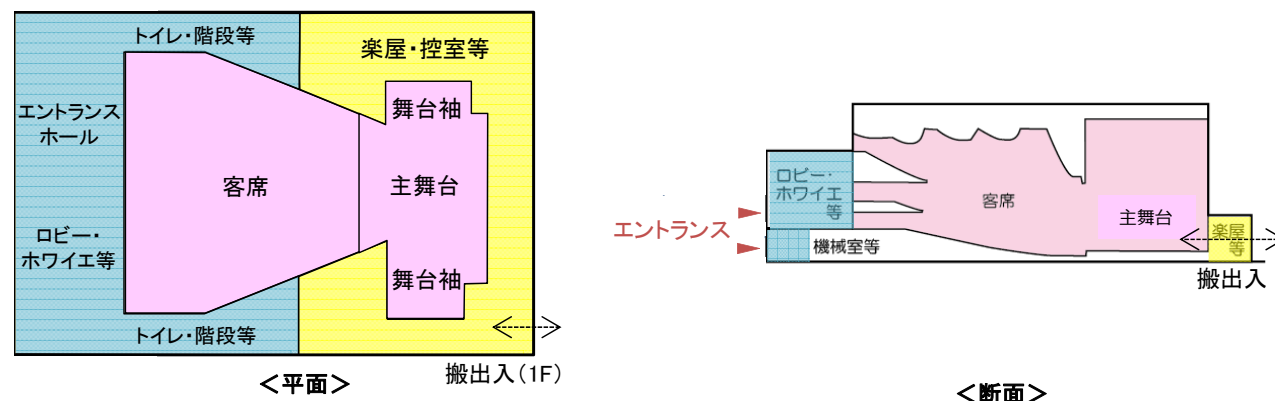 トイレ・階段等
楽屋・控室等
舞台袖
エントランス
ホール
客席
主舞台
ロビー・
ホワイエ等
舞台袖
トイレ・階段等
搬出入(1F)
<平面>
ロビー・
ホワイエ
等
客席
主舞台
エントランス
楽屋
等
機械室等
搬出入
<断面>